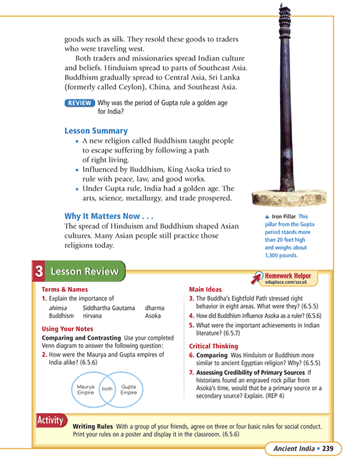 goods such as silk. They resold these goods to traders
who were traveling west.
Both traders and missionaries spread Indian culture
and beliefs. Hinduism spread to parts of Southeast Asia.
Buddhism gradually spread to Central Asia, Sri Lanka
(formerly called Ceylon), China, and Southeast Asia.
REVIEW Why was the period of Gupta rule a golden age
for India?
Lesson Summary
• A new religion called Buddhism taught people
to escape suffering by following a path
of right living.
• Influenced by Buddhism, King Asoka tried to
rule with peace, law, and good works.
• Under Gupta rule, India had a golden age. The
arts, science, metallurgy, and trade prospered.
Why It Matters Now . . .
The spread of Hinduism and Buddhism shaped Asian
cultures. Many Asian people still practice those
religions today.
▲ Iron Pillar This
pillar from the Gupta
period stands more
than 20 feet high
and weighs about
1,300 pounds.
3 Lesson Review
Homework Helper
eduplace.com/ssca6
Terms & Names
1. Explain the importance of
ahimsa Siddhartha Gautama dharma
Buddhism nirvana Asoka
Using Your Notes
Comparing and Contrasting Use your completed
Venn diagram to answer the following question:
2. How were the Maurya and Gupta empires of
India alike? (6.5.6)
Maurya
Empire
both
Gupta
Empire
Main Ideas
3. The Buddha's Eightfold Path stressed right
behavior in eight areas. What were they? (6.5.5)
4. How did Buddhism influence Asoka as a ruler? (6.5.6)
5. What were the important achievements in Indian
literature? (6.5.7)
Critical Thinking
6. Comparing Was Hinduism or Buddhism more
similar to ancient Egyptian religion? Why? (6.5.5)
7. Assessing Credibility of Primary Sources If
historians found an engraved rock pillar from
Asoka's time, would that be a primary source or a
secondary source? Explain. (REP 4)
Activity
Writing Rules With a group of your friends, agree on three or four basic rules for social conduct.
Print your rules on a poster and display it in the classroom. (6.5.6)
Ancient India • 239